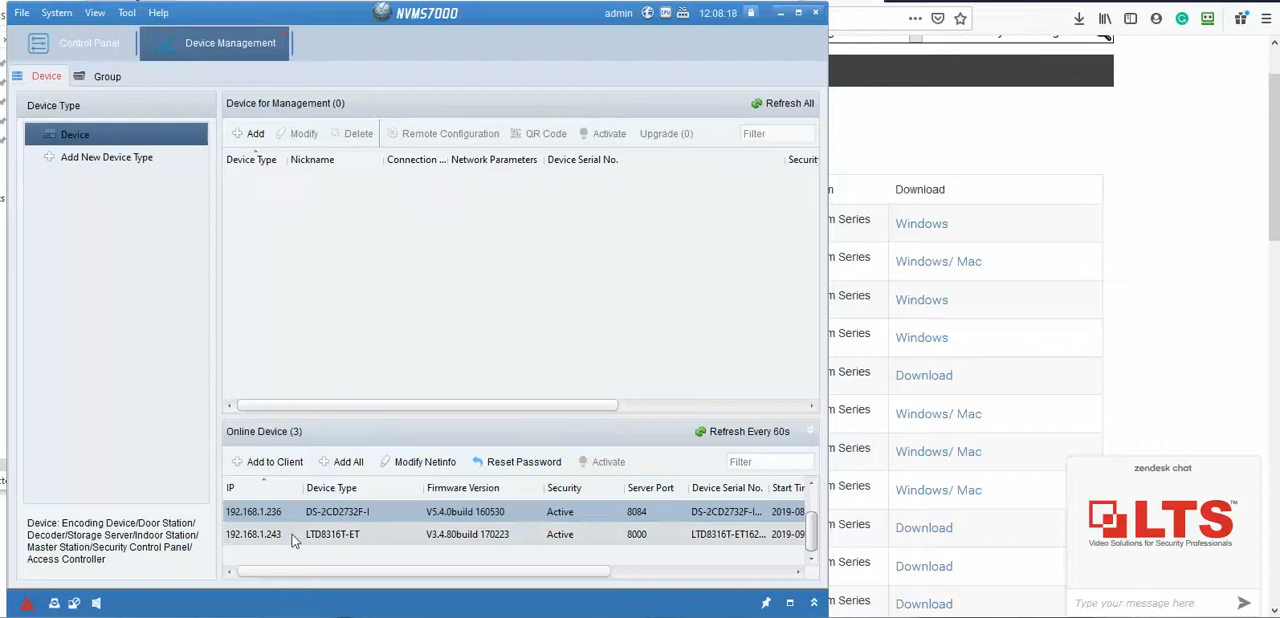 File System View Tool Help
NVMS7000
admin 12:08:18
Control Panel
Device Management
Device
Group
Device Type
Device
Add New Device Type
Device: Encoding Device/Door Station/
Decoder/Storage Server/Indoor Station/
Master Station/Security Control Panel/
Access Controller
Device for Management (0)
Refresh All
Add Modify Delete Remote Configuration QR Code Activate Upgrade (0) Filter
Device Type Nickname Connection ... Network Parameters Device Serial No. Securit
Online Device (3)
Refresh Every 60s
Add to Client Add All Modify Netinfo Reset Password Activate Filter
IP Device Type Firmware Version Security Server Port Device Serial No. Start Tir
192.168.1.236 DS-2CD2732F-I V5.4.0build 160530 Active 8084 DS-2CD2732F-I... 2019-08
192.168.1.243 LTD8316T-ET V3.4.80build 170223 Active 8000 LTD8316T-ET162... 2019-09
m Download
m Series Windows
m Series Windows/ Mac
m Series Windows
m Series Windows
m Series Download
m Series Windows/ Mac
m Series Windows/ Mac
m Series Windows/ Mac
m Series Download
m Series Download
m Series Download
zendesk chat
LTS™
Video Solutions for Security Professionals
Type your message here